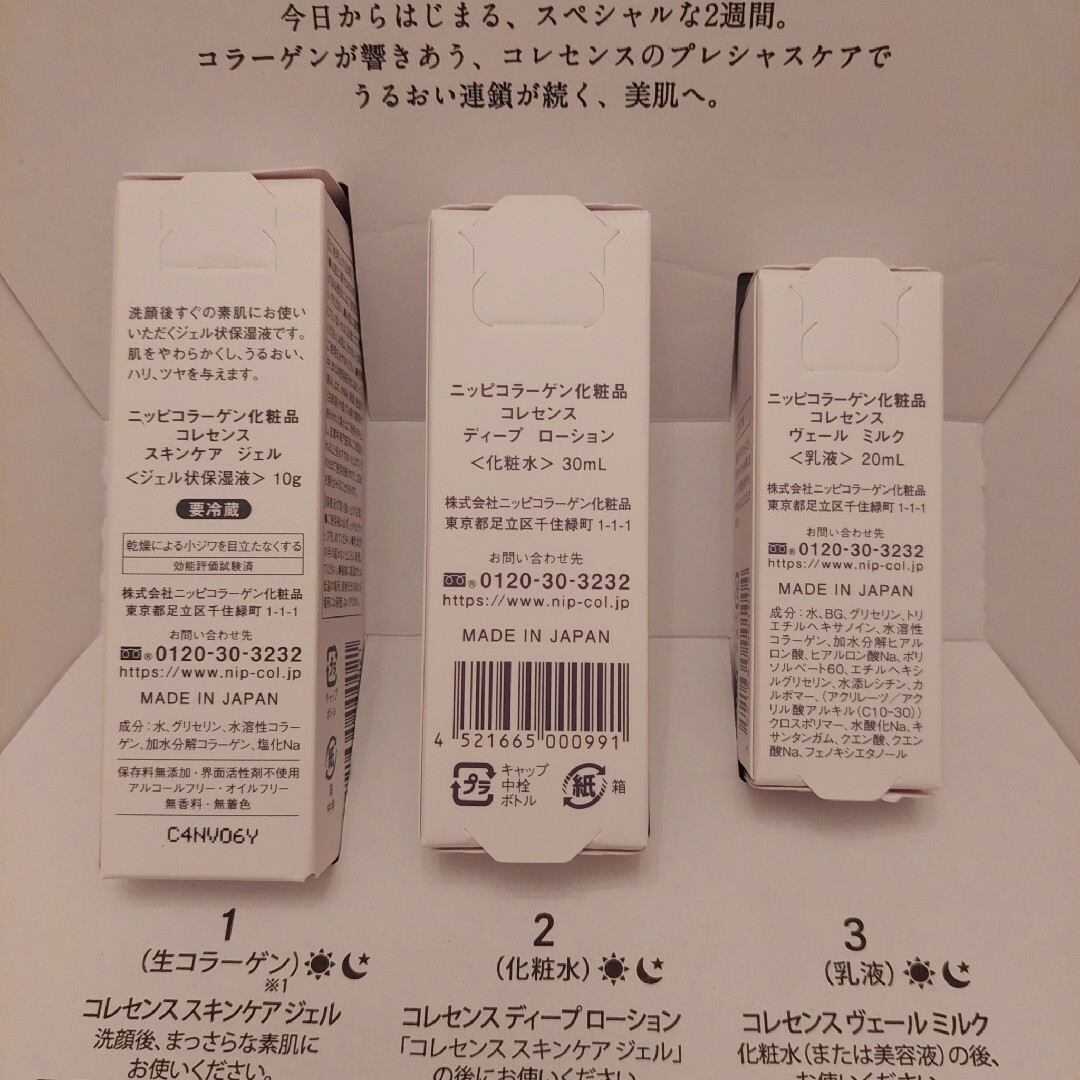 今日からはじまる、スペシャルな2週間。
コラーゲンが響きあう、コレセンスのプレシャスケアで
うるおい連鎖が続く、美肌へ。
洗顔後すぐの素肌にお使い
いただくジェル状保湿液です。
肌をやわらかくし、うるおい、
ハリ、ツヤを与えます。
ニッピコラーゲン化粧品
コレセンス
スキンケア ジェル
＜ジェル状保湿液＞ 10g
要冷蔵
乾燥による小ジワを目立たなくする
効能評価試験済
株式会社ニッピコラーゲン化粧品
東京都足立区千住緑町 1-1-1
お問い合わせ先
® 0120-30-3232
https://www.nip-col.jp
MADE IN JAPAN
成分：水、グリセリン、水溶性コラー
ゲン、加水分解コラーゲン、塩化Na
保存料無添加・界面活性剤不使用
アルコールフリー・オイルフリー
無香料・無着色
C4NV06Y
プラ
キャップ
ボトル
紙
ニッピコラーゲン化粧品
コレセンス
ディープ ローション
＜化粧水＞ 30mL
株式会社ニッピコラーゲン化粧品
東京都足立区千住緑町 1-1-1
お問い合わせ先
® 0120-30-3232
https://www.nip-col.jp
MADE IN JAPAN
4 521665 000991
プラ
キャップ
中栓
ボトル
紙
箱
ニッピコラーゲン化粧品
コレセンス
ヴェール ミルク
＜乳液＞ 20mL
株式会社ニッピコラーゲン化粧品
東京都足立区千住緑町 1-1-1
お問い合わせ先
® 0120-30-3232
https://www.nip-col.jp
MADE IN JAPAN
成分：水、BG、グリセリン、トリ
エチルヘキサノイン、水溶性
コラーゲン、加水分解ヒアル
ロン酸、ヒアルロン酸Na、ポリ
ソルベート60、エチルヘキシ
ルグリセリン、水添レシチン、カ
ルボマー、（アクリレーツ／アク
リル酸アルキル（C10-30））
クロスポリマー、水酸化Na、キ
サンタンガム、クエン酸、クエン
酸Na、フェノキシエタノール
1
（生コラーゲン）
※1
コレセンス スキンケア ジェル
洗顔後、まっさらな素肌に
お使いください。
2
（化粧水）
コレセンス ディープ ローション
「コレセンス スキンケア ジェル」
の後にお使いください。
3
（乳液）
コレセンス ヴェール ミルク
化粧水（または美容液）の後、
お使いください。